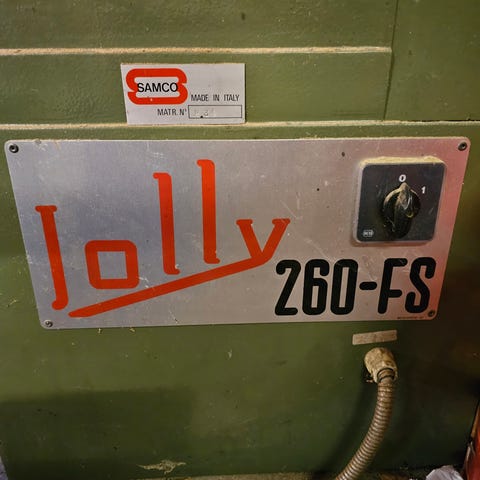 SAMCO
MADE IN ITALY
MATR. N°
Jolly
0
1
260-FS